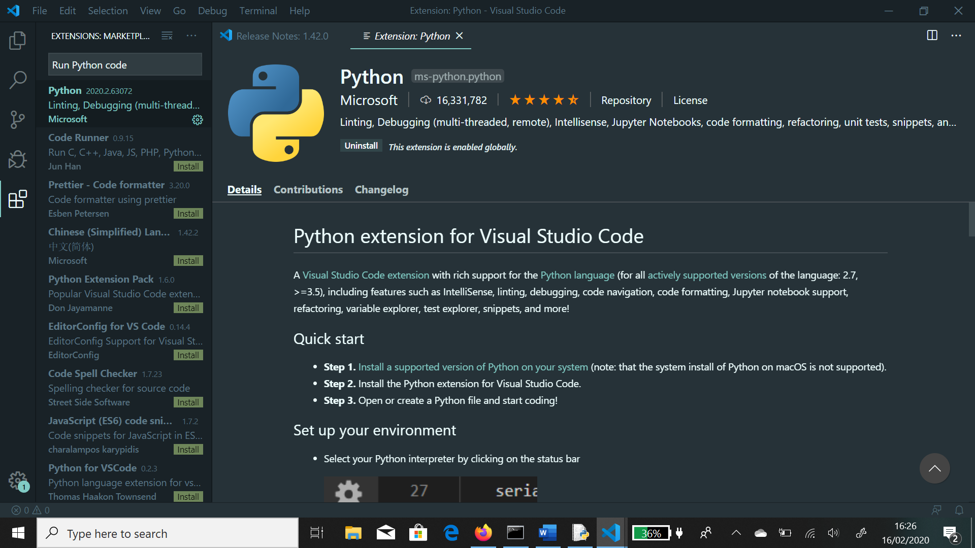 File Edit Selection View Go Debug Terminal Help
Extension: Python - Visual Studio Code
EXTENSIONS: MARKETPL...
Run Python code
Python 2020.2.63072
Linting, Debugging (multi-thread...
Microsoft
Code Runner 0.9.15
Run C, C++, Java, JS, PHP, Python...
Jun Han Install
Prettier - Code formatter 3.20.0
Code formatter using prettier
Esben Petersen Install
Chinese (Simplified) Lan... 1.42.2
中文(简体)
Microsoft Install
Python Extension Pack 1.6.0
Popular Visual Studio Code exten...
Don Jayamanne Install
EditorConfig for VS Code 0.14.4
EditorConfig Support for Visual St...
EditorConfig Install
Code Spell Checker 1.7.23
Spelling checker for source code
Street Side Software Install
JavaScript (ES6) code sni... 1.7.2
Code snippets for JavaScript in ES...
charalampos karypidis Install
Python for VSCode 0.2.3
Python language extension for vs...
Thomas Haakon Townsend Install
1
0 0
Release Notes: 1.42.0
Extension: Python
Python ms-python.python
Microsoft 16,331,782 Repository License
Linting, Debugging (multi-threaded, remote), Intellisense, Jupyter Notebooks, code formatting, refactoring, unit tests, snippets, an...
Uninstall This extension is enabled globally.
Details Contributions Changelog
Python extension for Visual Studio Code
A Visual Studio Code extension with rich support for the Python language (for all actively supported versions of the language: 2.7,
>=3.5), including features such as IntelliSense, linting, debugging, code navigation, code formatting, Jupyter notebook support,
refactoring, variable explorer, test explorer, snippets, and more!
Quick start
• Step 1. Install a supported version of Python on your system (note: that the system install of Python on macOS is not supported).
• Step 2. Install the Python extension for Visual Studio Code.
• Step 3. Open or create a Python file and start coding!
Set up your environment
• Select your Python interpreter by clicking on the status bar
27 seria
Type here to search
36%
16:26
16/02/2020
2